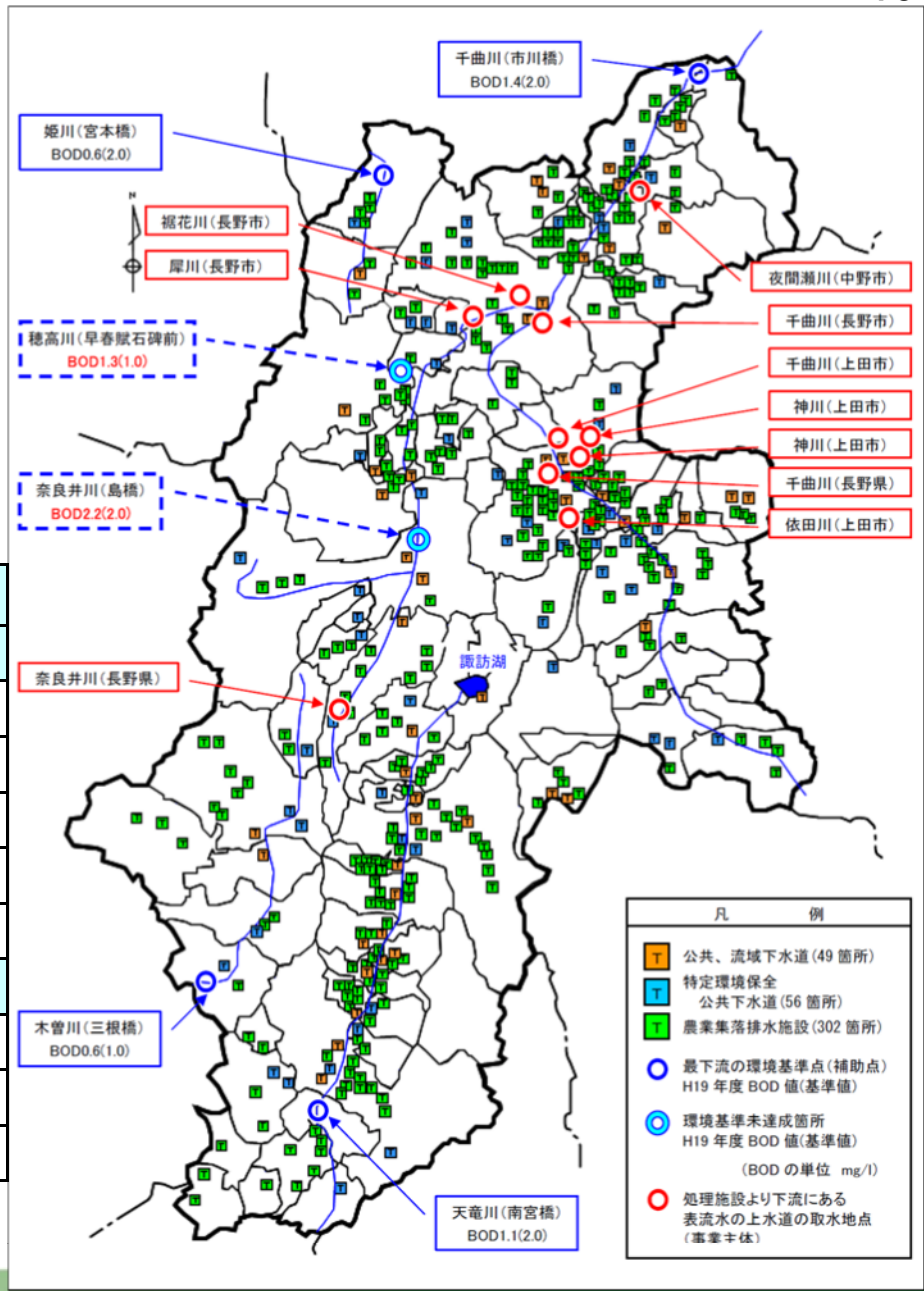 千曲川(市川橋)
BOD1.4(2.0)
姫川(宮本橋)
BOD0.6(2.0)
N
裾花川(長野市)
犀川(長野市)
夜間瀬川(中野市)
千曲川(長野市)
穂高川(早春賦石碑前)
BOD1.3(1.0)
千曲川(上田市)
神川(上田市)
神川(上田市)
千曲川(長野県)
依田川(上田市)
奈良井川(島橋)
BOD2.2(2.0)
諏訪湖
奈良井川(長野県)
木曽川(三根橋)
BOD0.6(1.0)
天竜川(南宮橋)
BOD1.1(2.0)
凡 例
T 公共、流域下水道(49 箇所)
T 特定環境保全
公共下水道(56 箇所)
T 農業集落排水施設(302 箇所)
最下流の環境基準点(補助点)
H19 年度 BOD 値(基準値)
環境基準未達成箇所
H19 年度 BOD 値(基準値)
(BOD の単位 mg/l)
処理施設より下流にある
表流水の上水道の取水地点
(事業主体)